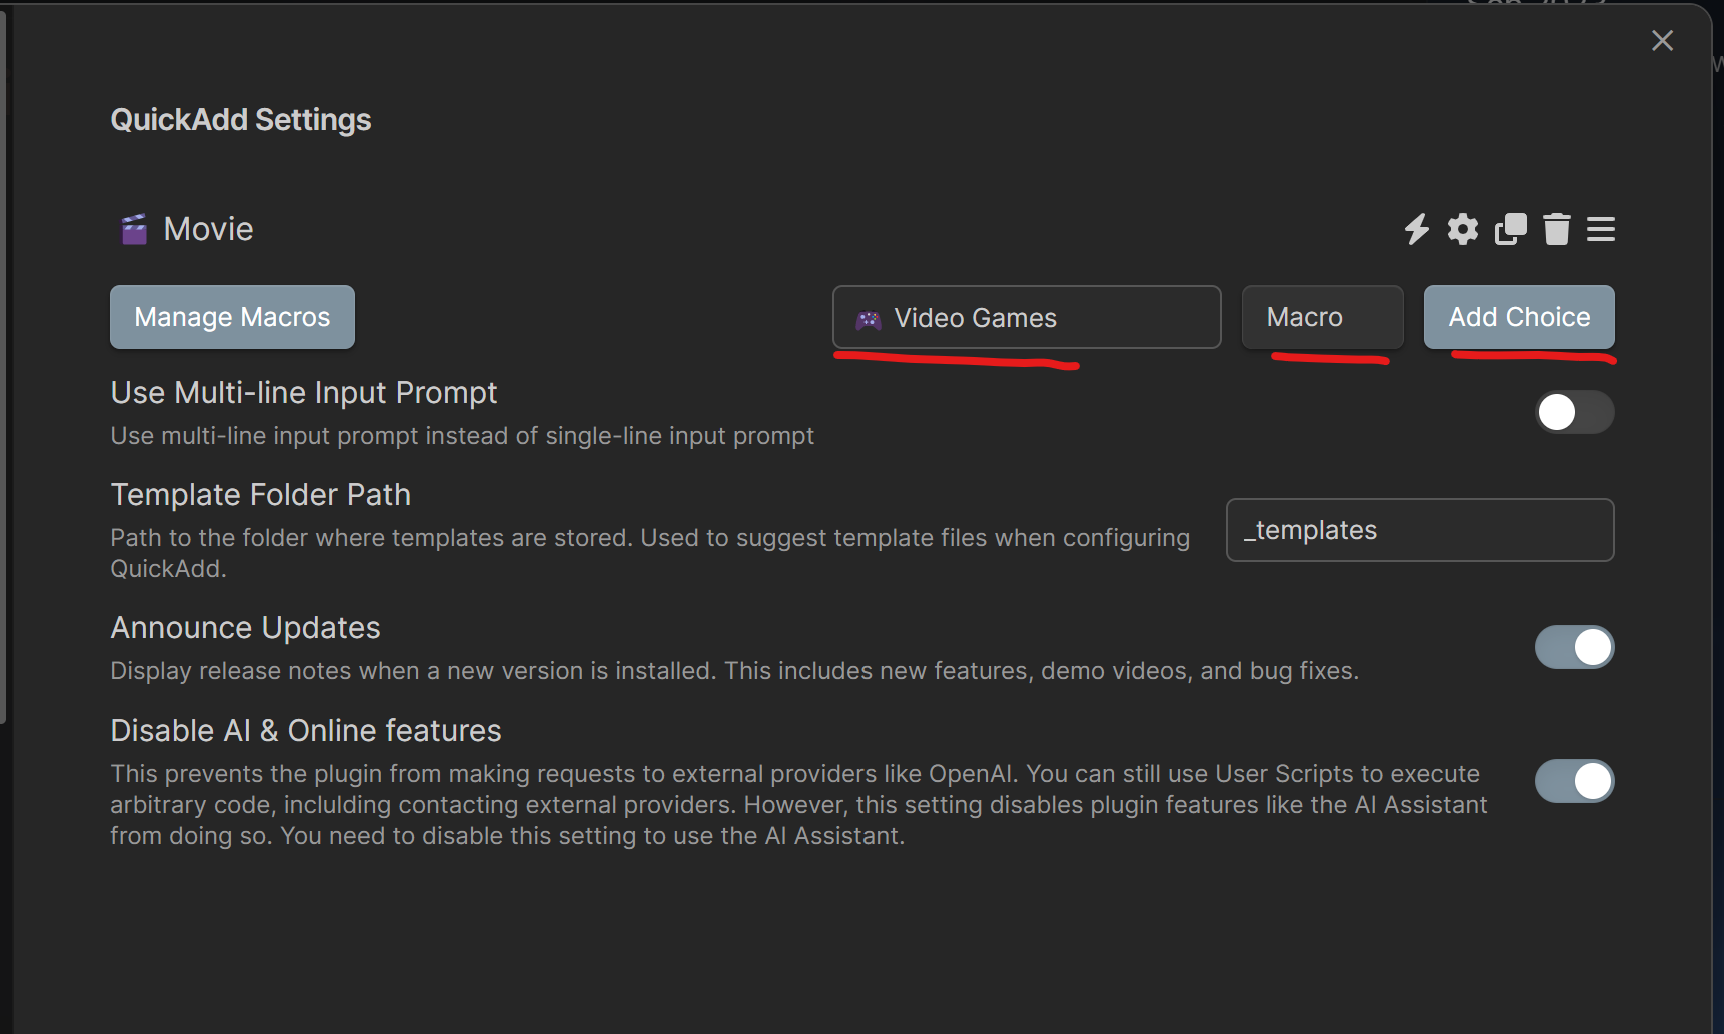 QuickAdd Settings
🎬 Movie
Manage Macros
🎮 Video Games
Macro
Add Choice
Use Multi-line Input Prompt
Use multi-line input prompt instead of single-line input prompt
Template Folder Path
Path to the folder where templates are stored. Used to suggest template files when configuring
QuickAdd.
_templates
Announce Updates
Display release notes when a new version is installed. This includes new features, demo videos, and bug fixes.
Disable AI & Online features
This prevents the plugin from making requests to external providers like OpenAI. You can still use User Scripts to execute
arbitrary code, inclulding contacting external providers. However, this setting disables plugin features like the AI Assistant
from doing so. You need to disable this setting to use the AI Assistant.